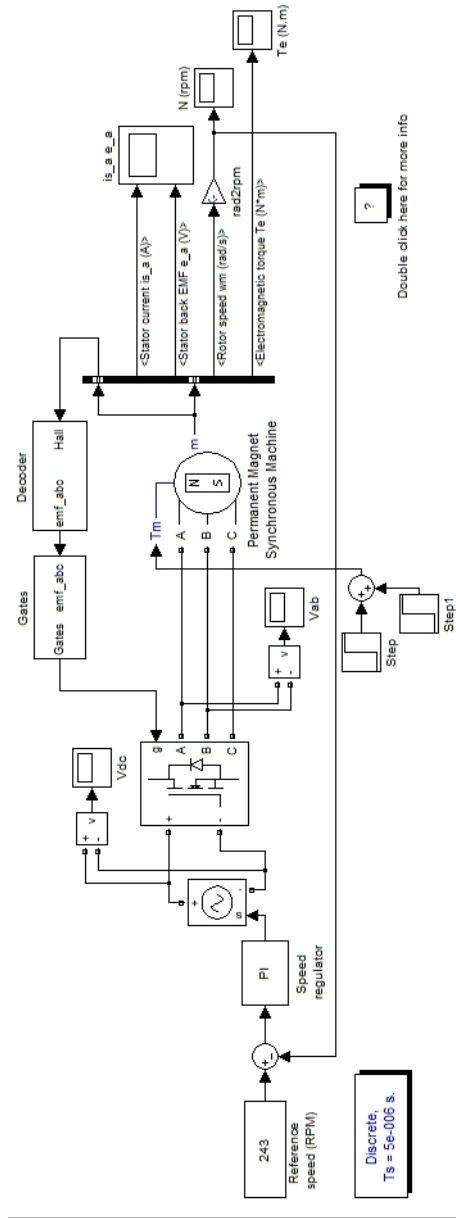 Decoder
emf_abc
Hall
Gates
Gates
emf_abc
is_a e_a
<Stator current is_a (A)>
<Stator back EMF e_a (V)>
<Rotor speed wm (rad/s)>
<Electromagnetic torque Te (N*m)>
N (rpm)
rad2rpm
Te (N.m)
Vdc
+ v
-
g
A
B
C
+
-
+
-
s
243
Reference
speed (RPM)
+
-
PI
Speed
regulator
Tm
m
A
B
C
N
S
Permanent Magnet
Synchronous Machine
+ v
-
Vab
+
+
Step
Step1
Discrete,
Ts = 5e-006 s.
?
Double click here for more info